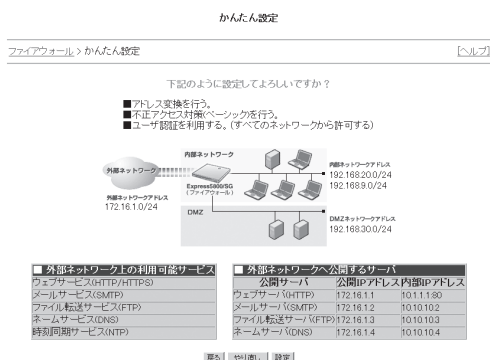 かんたん設定
ファイアウォール > かんたん設定
[ヘルプ]
下記のように設定してよろしいですか？
■アドレス変換を行う。
■不正アクセス対策(ベーシック)を行う。
■ユーザ認証を利用する。(すべてのネットワークから許可する)
内部ネットワーク
外部ネットワーク
Express5800/SG
(ファイアウォール)
内部ネットワークアドレス
192.168.20.0/24
192.168.9.0/24
外部ネットワークアドレス
172.16.1.0/24
DMZ
DMZネットワークアドレス
192.168.30.0/24
■ 外部ネットワーク上の利用可能サービス
ウェブサービス(HTTP/HTTPS)
メールサービス(SMTP)
ファイル転送サービス(FTP)
ネームサービス(DNS)
時刻同期サービス(NTP)
■ 外部ネットワークへ公開するサーバ
公開サーバ 公開IPアドレス 内部IPアドレス
ウェブサーバ(HTTP) 172.16.1.1 10.1.1.1:80
メールサーバ(SMTP) 172.16.1.2 10.10.10.2
ファイル転送サーバ(FTP) 172.16.1.3 10.10.10.3
ネームサーバ(DNS) 172.16.1.4 10.10.10.4
戻る やり直し 設定